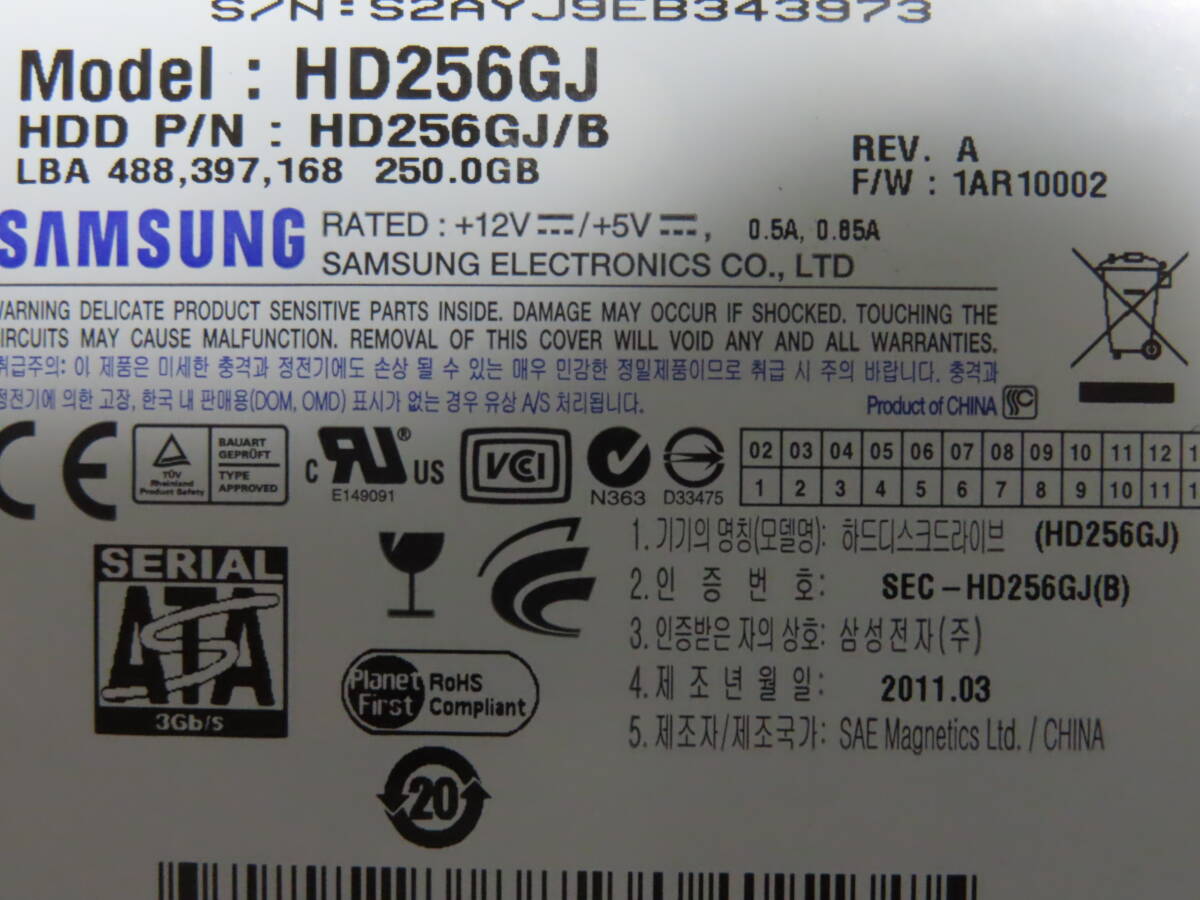 S/N:S2AYJ9EB343973
Model : HD256GJ
HDD P/N : HD256GJ/B
LBA 488,397,168 250.0GB
REV. A
F/W : 1AR10002
SAMSUNG
RATED : +12V /+5V , 0.5A, 0.85A
SAMSUNG ELECTRONICS CO., LTD
WARNING DELICATE PRODUCT SENSITIVE PARTS INSIDE. DAMAGE MAY OCCUR IF SHOCKED. TOUCHING THE
CIRCUITS MAY CAUSE MALFUNCTION. REMOVAL OF THIS COVER WILL VOID ANY AND ALL WARRANTIES.
취급주의: 이 제품은 미세한 충격과 정전기에도 손상 될 수 있는 매우 민감한 정밀제품이므로 취급 시 주의 바랍니다. 충격과
정전기에 의한 고장, 한국 내 판매용(DOM, OMD) 표시가 없는 경우 유상 A/S 처리됩니다.
Product of CHINA
CE
TÜV
Rheinland
Product Safety
BAUART
GEPRÜFT
TYPE
APPROVED
c RU ® US
E149091
VCI
N363
D33475
02 03 04 05 06 07 08 09 10 11 12 1
1 2 3 4 5 6 7 8 9 10 11 1
SERIAL
ATA
3Gb/s
Planet
First
RoHS
Compliant
20
1. 기기의 명칭(모델명): 하드디스크드라이브 (HD256GJ)
2. 인 증 번 호: SEC-HD256GJ(B)
3. 인증받은 자의 상호: 삼성전자(주)
4. 제 조 년 월 일: 2011.03
5. 제조자/제조국가: SAE Magnetics Ltd. / CHINA